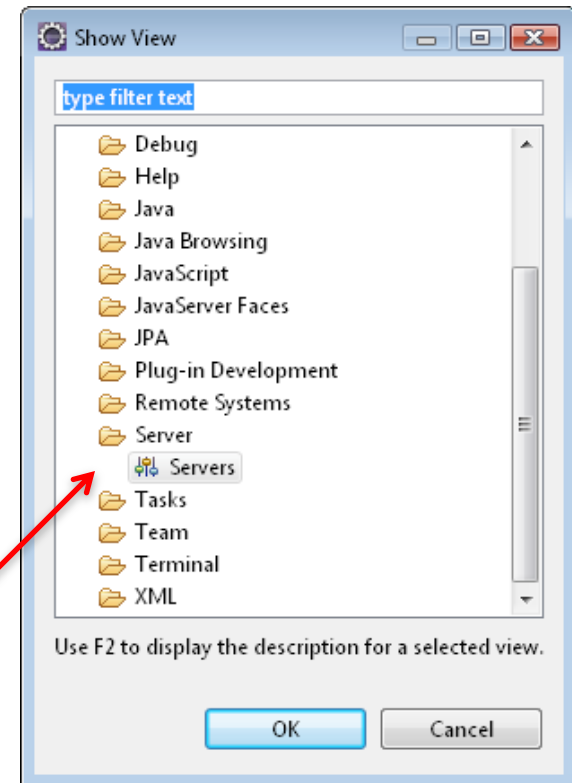 Show View
type filter text
Debug
Help
Java
Java Browsing
JavaScript
JavaServer Faces
JPA
Plug-in Development
Remote Systems
Server
Servers
Tasks
Team
Terminal
XML
Use F2 to display the description for a selected view.
OK Cancel